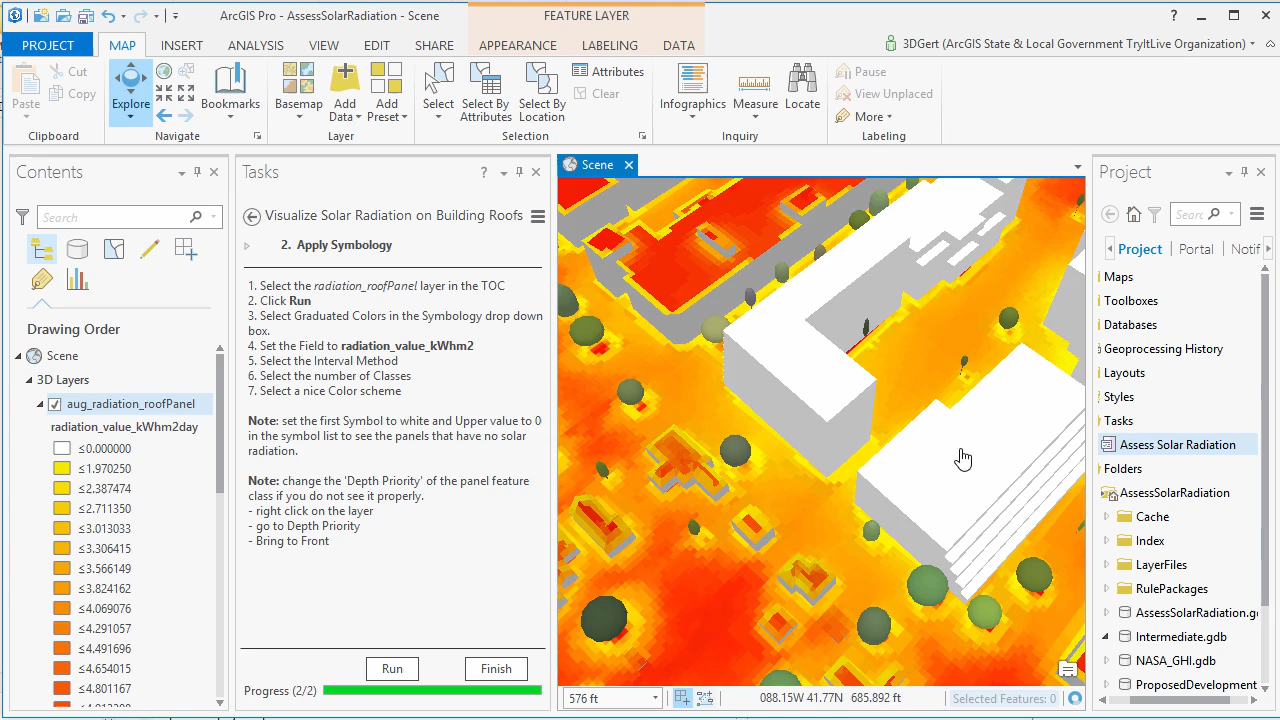 ArcGIS Pro - AssessSolarRadiation - Scene
FEATURE LAYER
?
PROJECT
MAP
INSERT
ANALYSIS
VIEW
EDIT
SHARE
APPEARANCE
LABELING
DATA
3DGert (ArcGIS State & Local Government TryItLive Organization)
Paste
Cut
Copy
Clipboard
Explore
Bookmarks
Navigate
Basemap
Add Data
Add Preset
Layer
Select
Select By Attributes
Select By Location
Attributes
Clear
Selection
Infographics
Measure
Locate
Inquiry
Pause
View Unplaced
More
Labeling
Contents
Search
Drawing Order
Scene
3D Layers
aug_radiation_roofPanel
radiation_value_kWhm2day
≤0.000000
≤1.970250
≤2.387474
≤2.711350
≤3.013033
≤3.306415
≤3.566149
≤3.824162
≤4.069076
≤4.291057
≤4.491696
≤4.654015
≤4.801167
Tasks
?
Visualize Solar Radiation on Building Roofs
2. Apply Symbology
1. Select the radiation_roofPanel layer in the TOC
2. Click Run
3. Select Graduated Colors in the Symbology drop down
box.
4. Set the Field to radiation_value_kWhm2
5. Select the Interval Method
6. Select the number of Classes
7. Select a nice Color scheme
Note: set the first Symbol to white and Upper value to 0
in the symbol list to see the panels that have no solar
radiation.
Note: change the 'Depth Priority' of the panel feature
class if you do not see it properly.
- right click on the layer
- go to Depth Priority
- Bring to Front
Run
Finish
Progress (2/2)
Scene
576 ft
088.15W 41.77N 685.892 ft
Selected Features: 0
Project
Searc
Project
Portal
Notif
Maps
Toolboxes
Databases
Geoprocessing History
Layouts
Styles
Tasks
Assess Solar Radiation
Folders
AssessSolarRadiation
Cache
Index
LayerFiles
RulePackages
AssessSolarRadiation.g
Intermediate.gdb
NASA_GHI.gdb
ProposedDevelopment